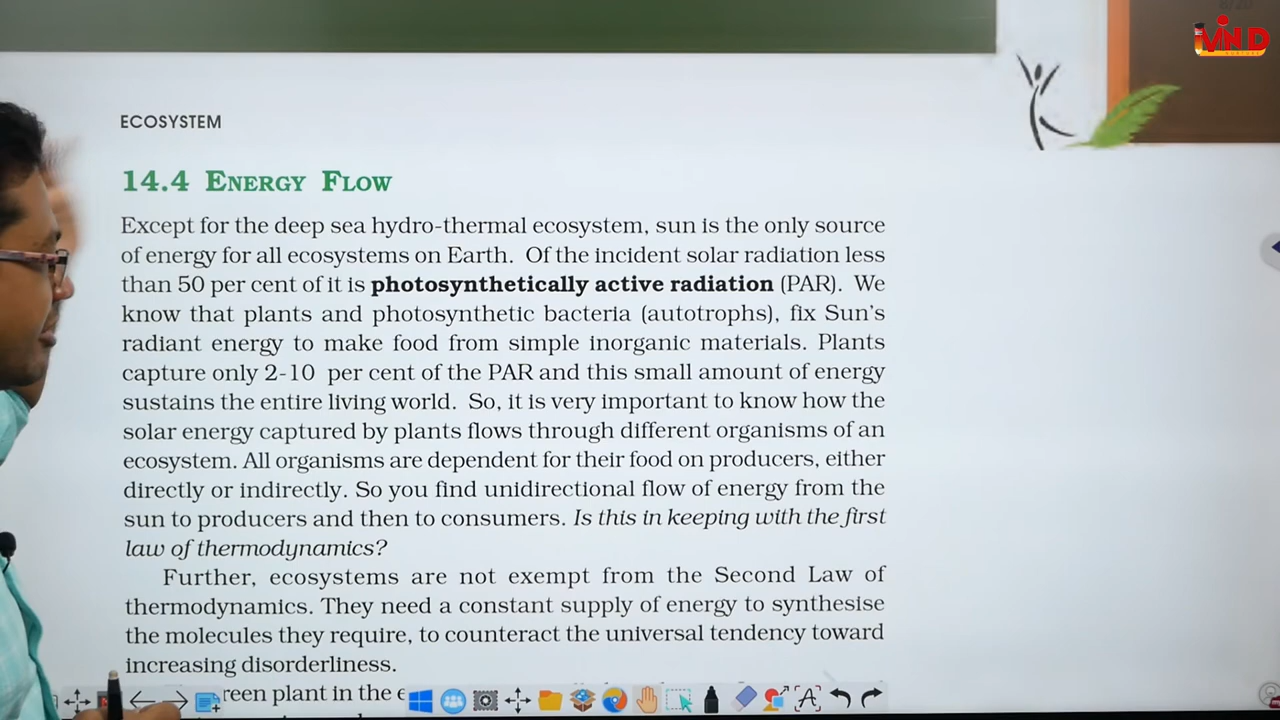 ECOSYSTEM
14.4 ENERGY FLOW
Except for the deep sea hydro-thermal ecosystem, sun is the only source
of energy for all ecosystems on Earth. Of the incident solar radiation less
than 50 per cent of it is photosynthetically active radiation (PAR). We
know that plants and photosynthetic bacteria (autotrophs), fix Sun's
radiant energy to make food from simple inorganic materials. Plants
capture only 2-10 per cent of the PAR and this small amount of energy
sustains the entire living world. So, it is very important to know how the
solar energy captured by plants flows through different organisms of an
ecosystem. All organisms are dependent for their food on producers, either
directly or indirectly. So you find unidirectional flow of energy from the
sun to producers and then to consumers. Is this in keeping with the first
law of thermodynamics?
Further, ecosystems are not exempt from the Second Law of
thermodynamics. They need a constant supply of energy to synthesise
the molecules they require, to counteract the universal tendency toward
increasing disorderliness.
reen plant in the e